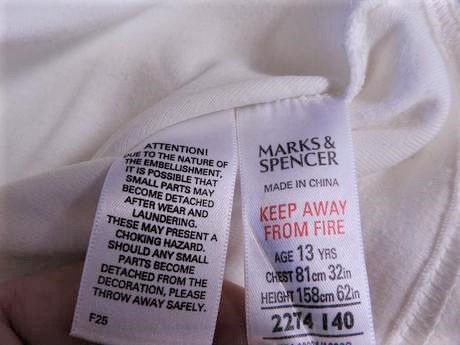 ATTENTION!
DUE TO THE NATURE OF
THE EMBELLISHMENT,
IT IS POSSIBLE THAT
SMALL PARTS MAY
BECOME DETACHED
AFTER WEAR AND
LAUNDERING.
THESE MAY PRESENT A
CHOKING HAZARD.
SHOULD ANY SMALL
PARTS BECOME
DETACHED FROM THE
DECORATION, PLEASE
THROW AWAY SAFELY.
F25
MARKS &
SPENCER
MADE IN CHINA
KEEP AWAY
FROM FIRE
AGE 13 YRS
CHEST 81cm 32in
HEIGHT 158cm 62in
2274 140